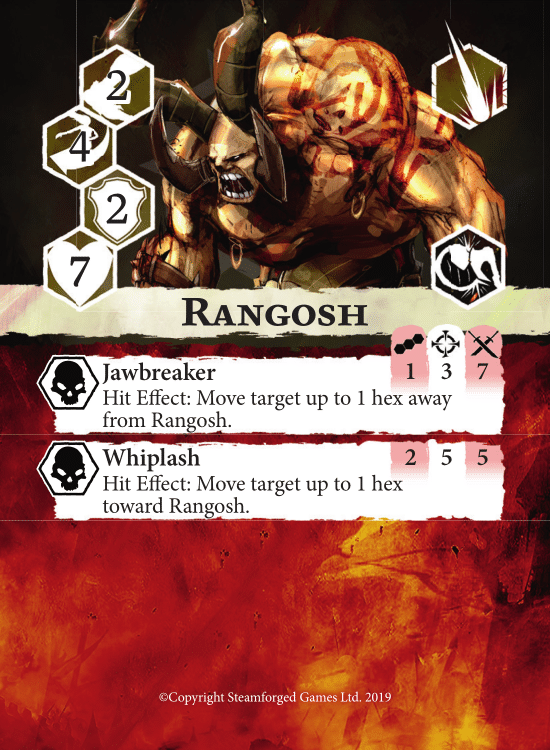 2
4
2
7
Rangosh
Jawbreaker 1 3 7
Hit Effect: Move target up to 1 hex away
from Rangosh.
Whiplash 2 5 5
Hit Effect: Move target up to 1 hex
toward Rangosh.
©Copyright Steamforged Games Ltd. 2019